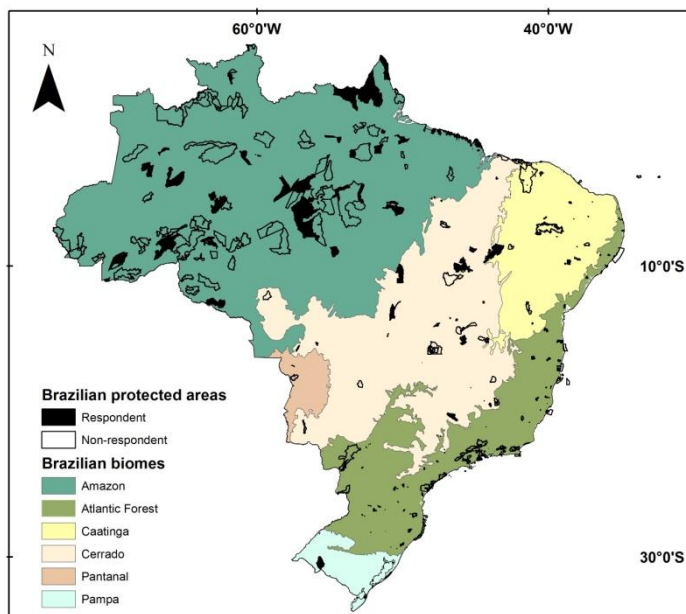 60°0'W 40°0'W
N
10°0'S
Brazilian protected areas
Respondent
Non-respondent
Brazilian biomes
Amazon
Atlantic Forest
Caatinga
Cerrado
Pantanal
30°0'S
Pampa